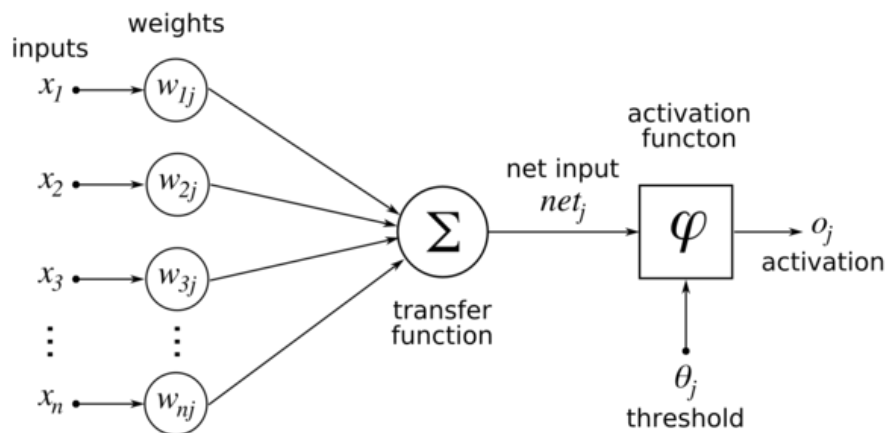 weights
inputs
x1
w1j
activation
functon
x2
w2j
net input
netj
Σ
φ
oj
activation
x3
w3j
transfer
function
⋮
⋮
xn
wnj
θj
threshold